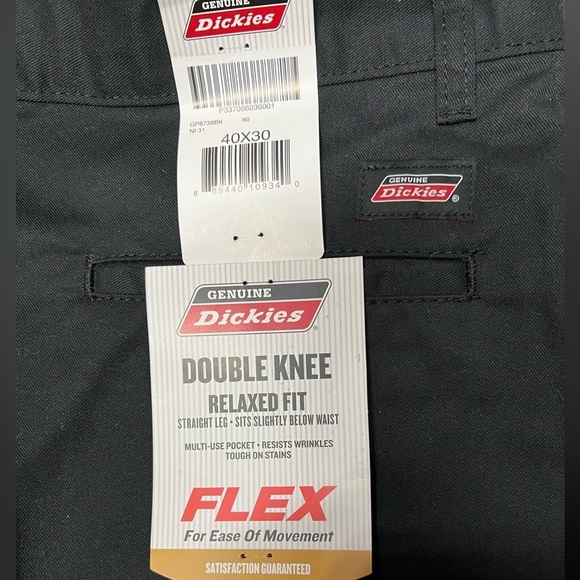 GENUINE
Dickies
P337086036001
GP8738BK 80
NI 31
40X30
8 89440 10934 0
GENUINE
Dickies
GENUINE
Dickies
DOUBLE KNEE
RELAXED FIT
STRAIGHT LEG • SITS SLIGHTLY BELOW WAIST
MULTI-USE POCKET • RESISTS WRINKLES
TOUGH ON STAINS
FLEX
For Ease Of Movement
SATISFACTION GUARANTEED